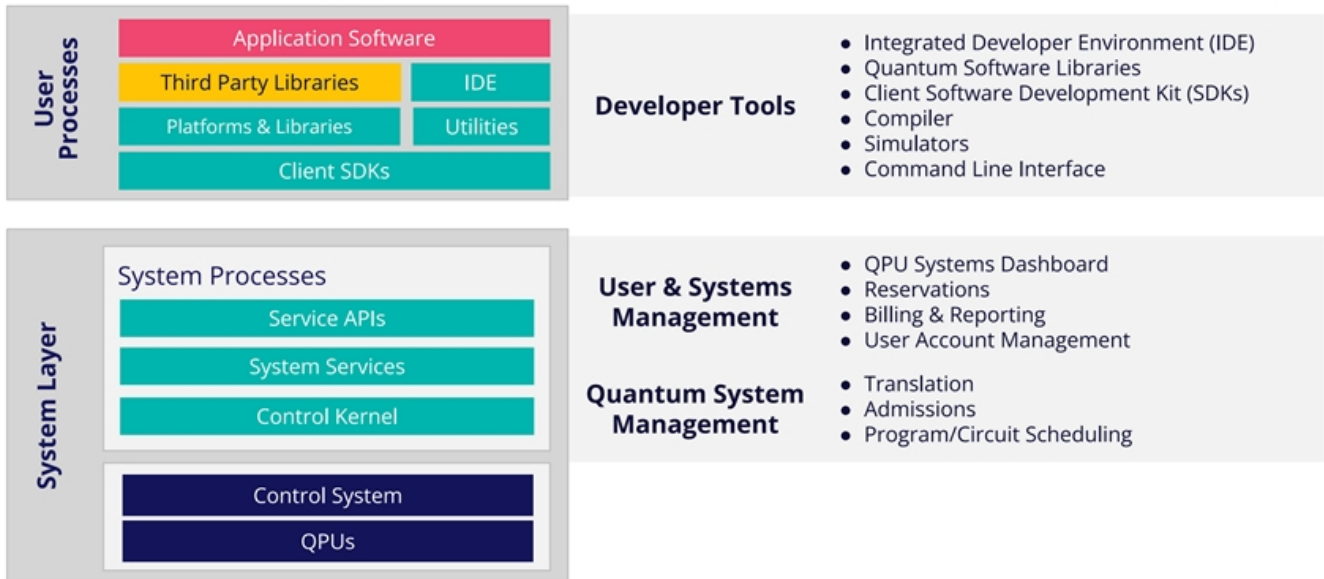 User
Processes
Application Software
Third Party Libraries
IDE
Platforms & Libraries
Utilities
Client SDKs
Developer Tools
● Integrated Developer Environment (IDE)
● Quantum Software Libraries
● Client Software Development Kit (SDKs)
● Compiler
● Simulators
● Command Line Interface
System Layer
System Processes
Service APIs
System Services
Control Kernel
Control System
QPUs
User & Systems
Management
● QPU Systems Dashboard
● Reservations
● Billing & Reporting
● User Account Management
Quantum System
Management
● Translation
● Admissions
● Program/Circuit Scheduling